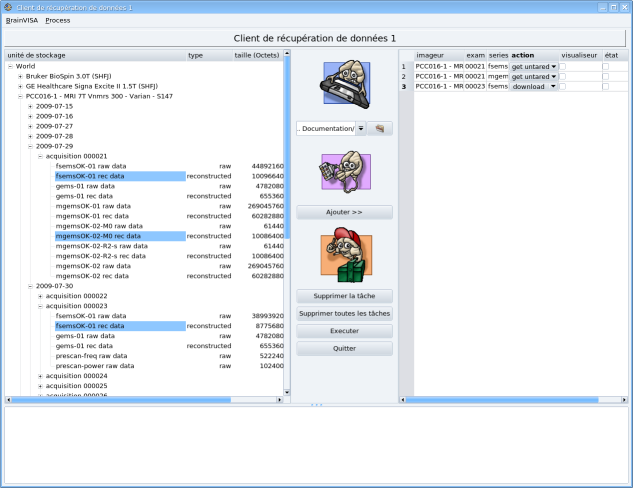 Client de récupération de données 1
BrainVISA Process
Client de récupération de données 1
unité de stockage type taille (Octets)
World
Bruker BioSpin 3.0T (SHFJ)
GE Healthcare Signa Excite II 1.5T (SHFJ)
PCC016-1 - MRI 7T Vnmrs 300 - Varian - S147
2009-07-15
2009-07-16
2009-07-27
2009-07-28
2009-07-29
acquisition 000021
fsemsOK-01 raw data raw 44892160
fsemsOK-01 rec data reconstructed 10096640
gems-01 raw data raw 4782080
gems-01 rec data reconstructed 655360
mgemsOK-01 raw data raw 269045760
mgemsOK-01 rec data reconstructed 60282880
mgemsOK-02-M0 raw data raw 61440
mgemsOK-02-M0 rec data reconstructed 10086400
mgemsOK-02-R2-s raw data raw 61440
mgemsOK-02-R2-s rec data reconstructed 10086400
mgemsOK-02 raw data raw 269045760
mgemsOK-02 rec data reconstructed 60282880
2009-07-30
acquisition 000022
acquisition 000023
fsemsOK-01 raw data raw 38993920
fsemsOK-01 rec data reconstructed 8775680
gems-01 raw data raw 4782080
gems-01 rec data reconstructed 655360
prescan-freq raw data raw 522240
prescan-power raw data raw 102400
acquisition 000024
acquisition 000025
acquisition 000026
. Documentation/
Ajouter >>
Supprimer la tâche
Supprimer toutes les tâches
Executer
Quitter
imageur exam series action visualiseur état
1 PCC016-1 - MR 00021 fsems get untared
2 PCC016-1 - MR 00021 mgem get untared
3 PCC016-1 - MR 00023 fsems download